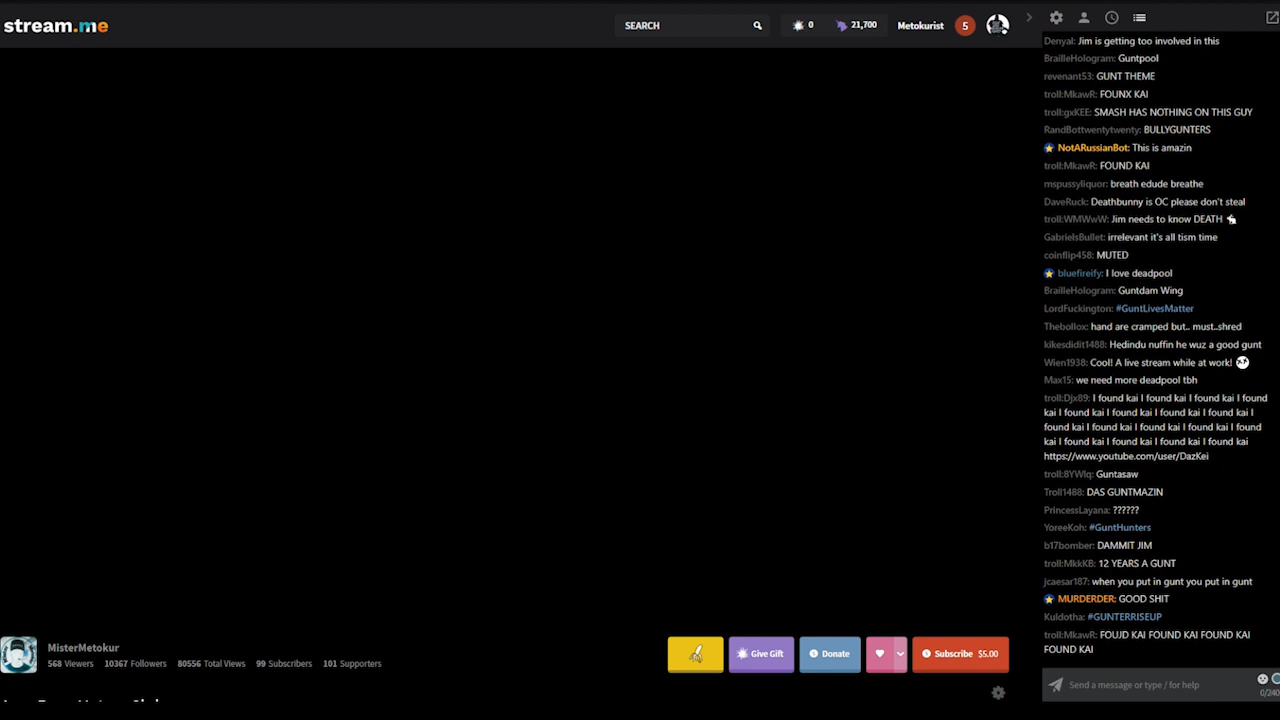 stream.me
SEARCH
0
21,700
Metokurist
5
Denyal: Jim is getting too involved in this
BrailleHologram: Guntpool
revenant53: GUNT THEME
troll:MkawR: FOUNX KAI
troll:gxKEE: SMASH HAS NOTHING ON THIS GUY
RandBottwentytwenty: BULLYGUNTERS
NotARussianBot: This is amazin
troll:MkawR: FOUND KAI
mspussyliquor: breath edude breathe
DaveRuck: Deathbunny is OC please don't steal
troll:WMWwW: Jim needs to know DEATH
GabrielsBullet: irrelevant it's all tism time
coinflip458: MUTED
bluefireify: I love deadpool
BrailleHologram: Guntdam Wing
LordFuckington: #GuntLivesMatter
Thebollox: hand are cramped but.. must..shred
kikesdidit1488: Hedindu nuffin he wuz a good gunt
Wien1938: Cool! A live stream while at work!
Max15: we need more deadpool tbh
troll:Djx89: I found kai I found kai I found kai I found
kai I found kai I found kai I found kai I found kai I
found kai I found kai I found kai I found kai I found
kai I found kai I found kai I found kai I found kai
https://www.youtube.com/user/DazKei
troll:8YWlq: Guntasaw
Troll1488: DAS GUNTMAZIN
PrincessLayana: ??????
YoreeKoh: #GuntHunters
b17bomber: DAMMIT JIM
troll:MkkKB: 12 YEARS A GUNT
jcaesar187: when you put in gunt you put in gunt
MURDERDER: GOOD SHIT
Kuldotha: #GUNTERRISEUP
troll:MkawR: FOUJD KAI FOUND KAI FOUND KAI
FOUND KAI
Send a message or type / for help
0/240
MisterMetokur
568 Viewers 10367 Followers 80556 Total Views 99 Subscribers 101 Supporters
Give Gift
Donate
Subscribe $5.00